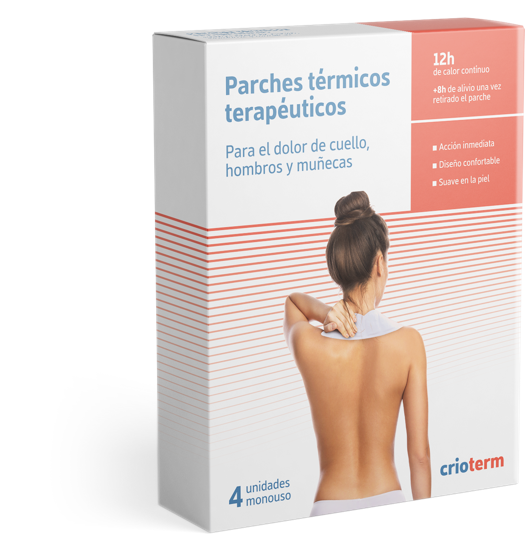 Parches térmicos
terapéuticos
Para el dolor de cuello,
hombros y muñecas
12h
de calor continuo
+8h de alivio una vez
retirado el parche
Acción inmediata
Diseño confortable
Suave en la piel
4 unidades
monouso
crioterm